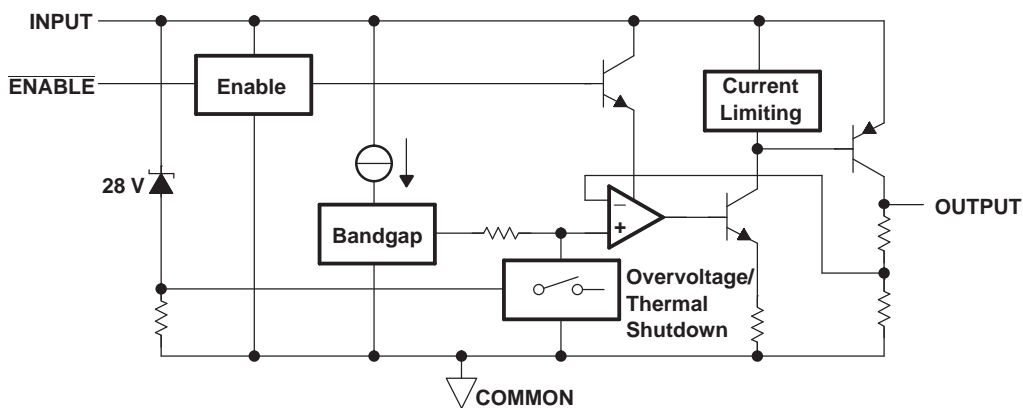 INPUT
ENABLE
Enable
Current
Limiting
28 V
−
+
Bandgap
OUTPUT
Overvoltage/
Thermal
Shutdown
COMMON